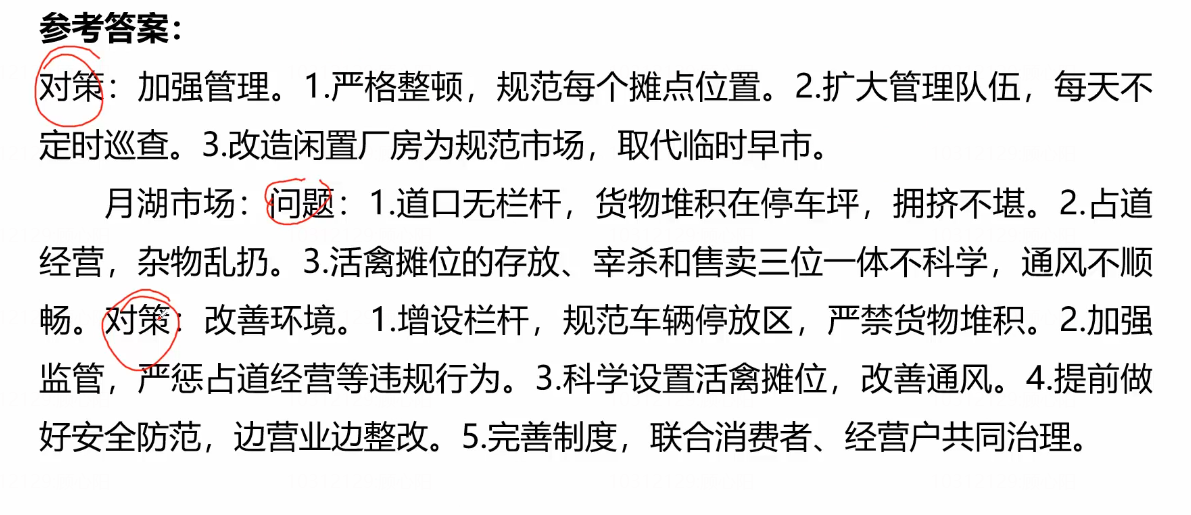 参考答案：
对策：加强管理。1.严格整顿，规范每个摊点位置。2.扩大管理队伍，每天不
定时巡查。3.改造闲置厂房为规范市场，取代临时早市。
月湖市场：问题：1.道口无栏杆，货物堆积在停车坪，拥挤不堪。2.占道
经营，杂物乱扔。3.活禽摊位的存放、宰杀和售卖三位一体不科学，通风不顺
畅。对策：改善环境。1.增设栏杆，规范车辆停放区，严禁货物堆积。2.加强
监管，严惩占道经营等违规行为。3.科学设置活禽摊位，改善通风。4.提前做
好安全防范，边营业边整改。5.完善制度，联合消费者、经营户共同治理。